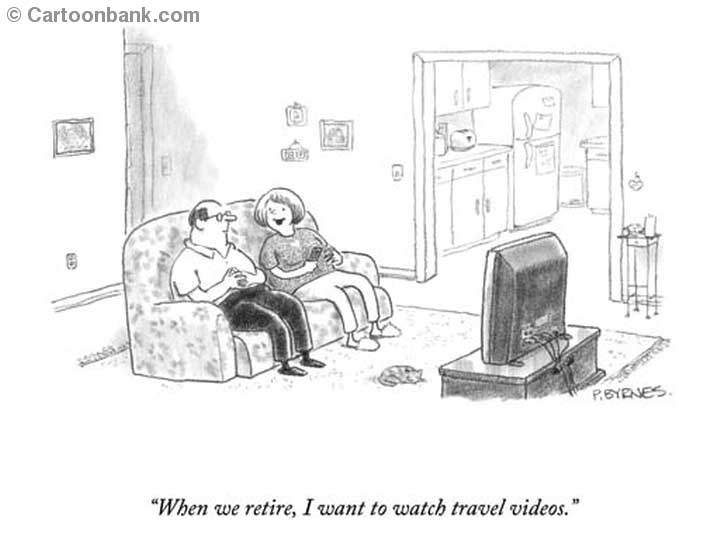 © Cartoonbank.com
P. BYRNES.
“When we retire, I want to watch travel videos.”